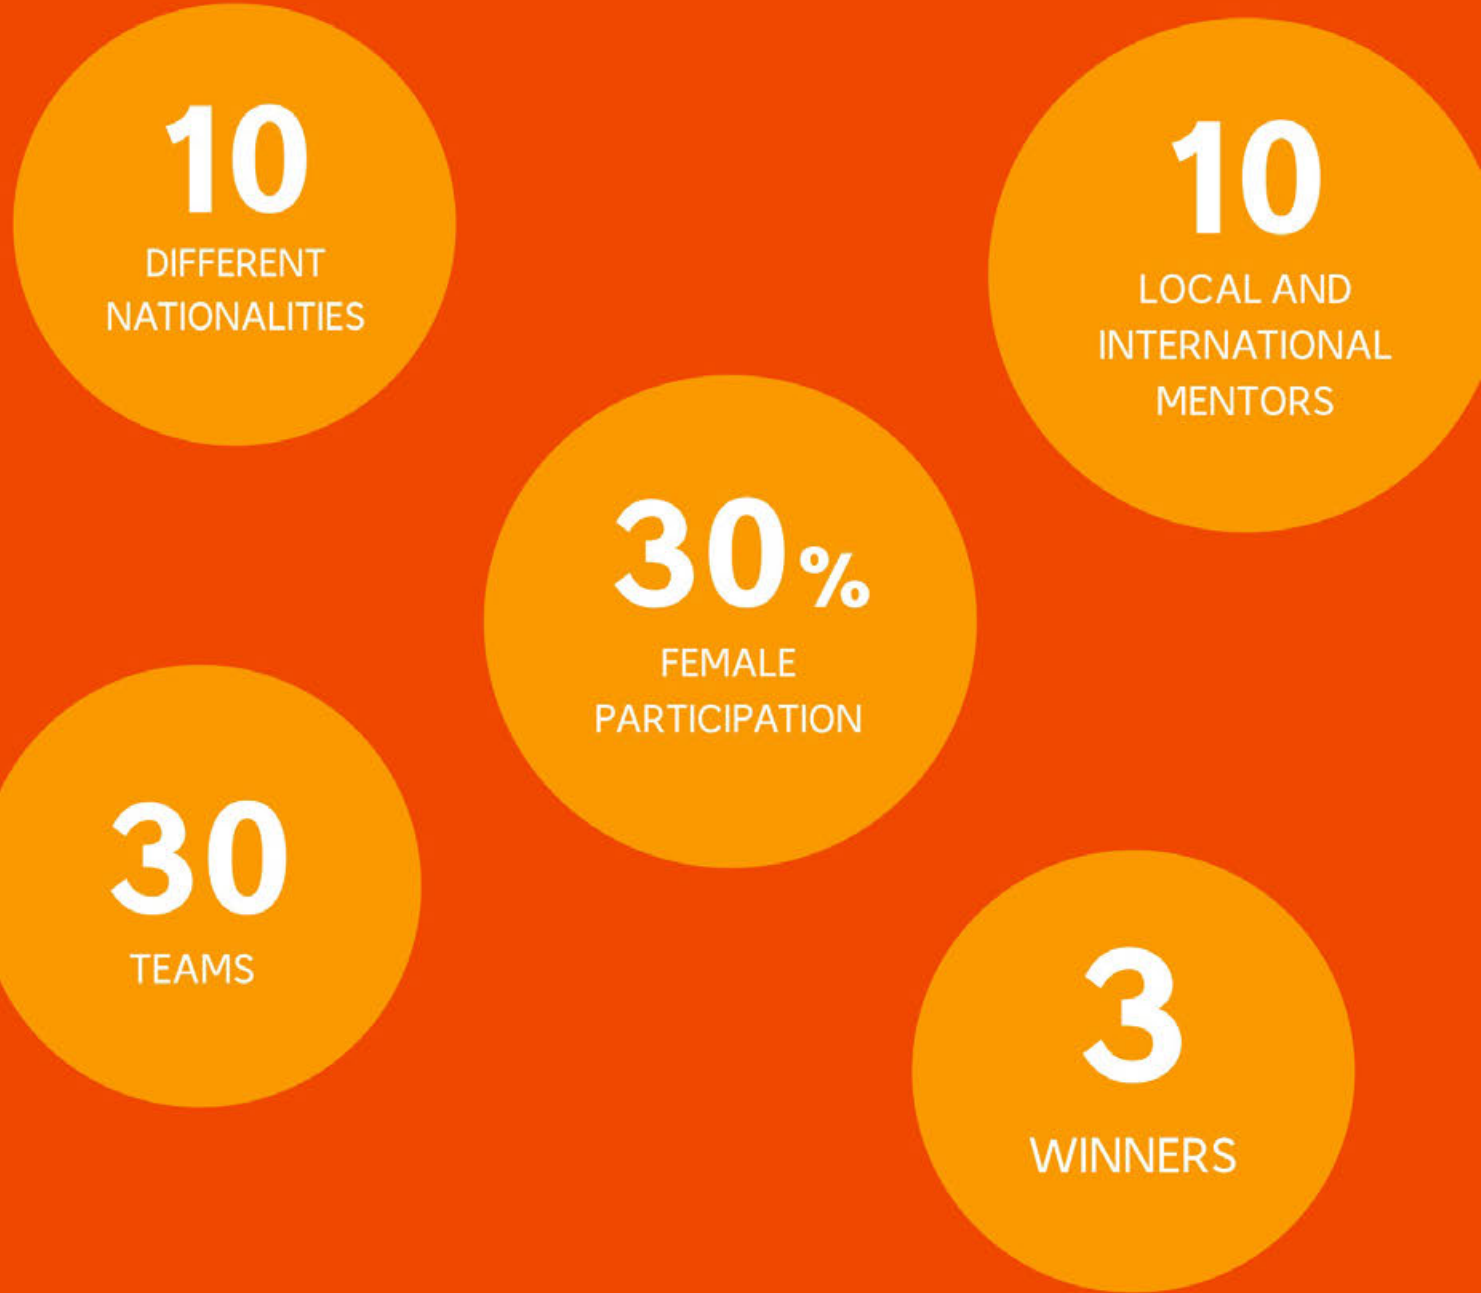 10
DIFFERENT
NATIONALITIES
10
LOCAL AND
INTERNATIONAL
MENTORS
30%
FEMALE
PARTICIPATION
30
TEAMS
3
WINNERS